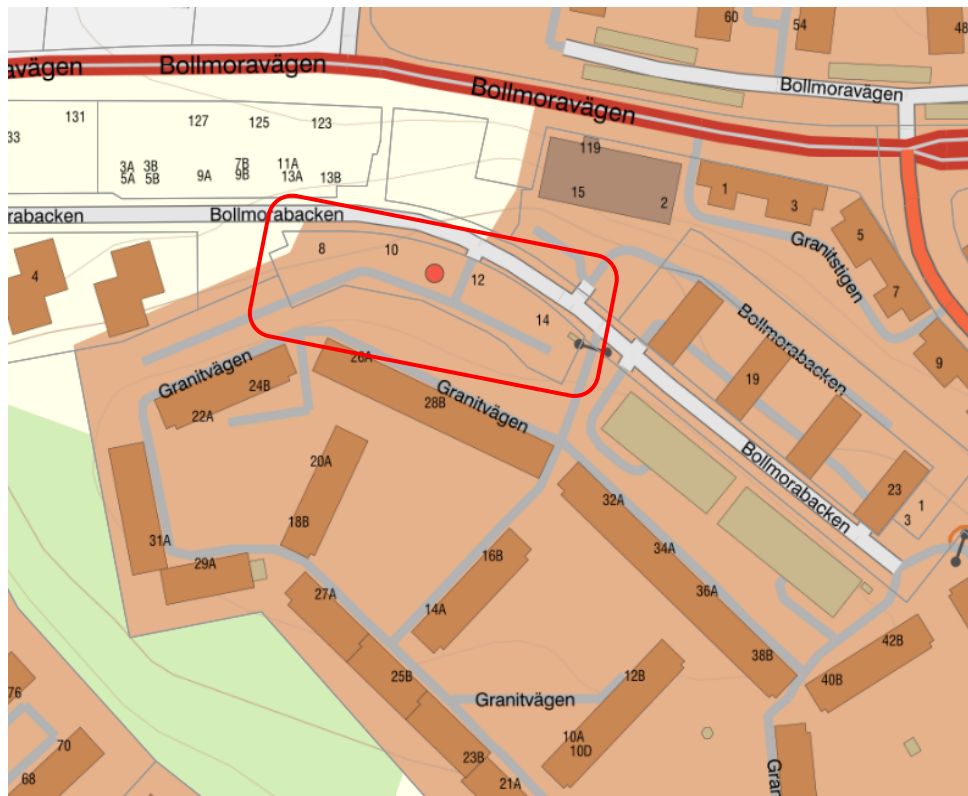 60
54
48
avägen
Bollmoravägen
Bollmoravägen
Bollmoravägen
131
127
125
123
33
119
3A
3B
7B
11A
5A
5B
9A
9B
13A
13B
15
2
1
3
rabacken
Bollmorabacken
5
Granitstigen
8
10
4
12
7
14
Bollmorabacken
26A
9
Granitvägen
24B
19
28B
Granitvägen
22A
20A
Bollmorabacken
23
32A
1
3
18B
31A
34A
16B
29A
36A
27A
14A
42B
38B
25B
12B
40B
76
Granitvägen
70
10A
10D
23B
68
21A
Gran